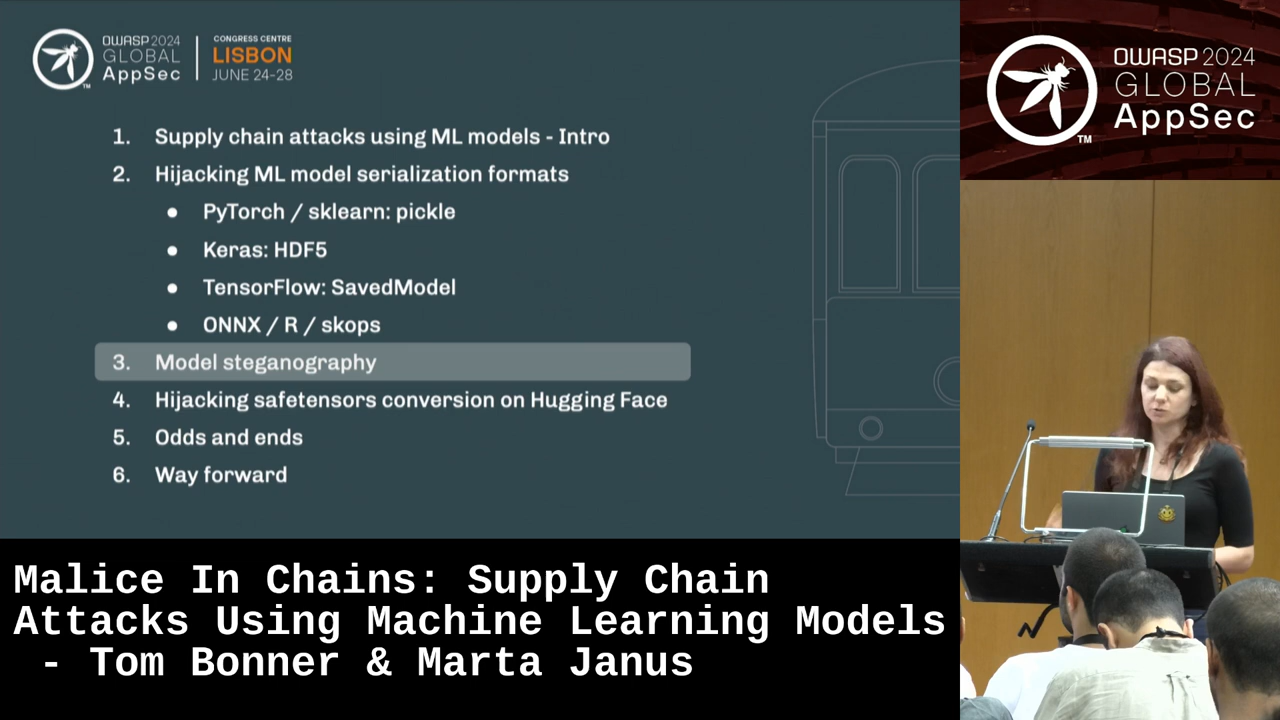 OWASP 2024
GLOBAL
AppSec
TM
CONGRESS CENTRE
LISBON
JUNE 24-28
1. Supply chain attacks using ML models - Intro
2. Hijacking ML model serialization formats
● PyTorch / sklearn: pickle
● Keras: HDF5
● TensorFlow: SavedModel
● ONNX / R / skops
3. Model steganography
4. Hijacking safetensors conversion on Hugging Face
5. Odds and ends
6. Way forward
OWASP 2024
GLOBAL
AppSec
TM
Malice In Chains: Supply Chain
Attacks Using Machine Learning Models
- Tom Bonner & Marta Janus